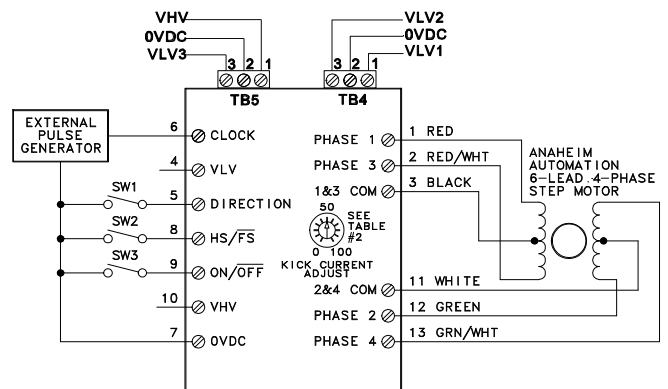 VHV
0VDC
VLV3
3 2 1
TB5
VLV2
0VDC
VLV1
3 2 1
TB4
EXTERNAL
PULSE
GENERATOR
6 CLOCK
4 VLV
SW1
5 DIRECTION
SW2
8 HS/FS
SW3
9 ON/OFF
10 VHV
7 0VDC
PHASE 1 1 RED
PHASE 3 2 RED/WHT
1&3 COM 3 BLACK
50
0 100
SEE
TABLE
#2
KICK CURRENT
ADJUST
2&4 COM 11 WHITE
PHASE 2 12 GREEN
PHASE 4 13 GRN/WHT
ANAHEIM
AUTOMATION
6-LEAD.4-PHASE
STEP MOTOR